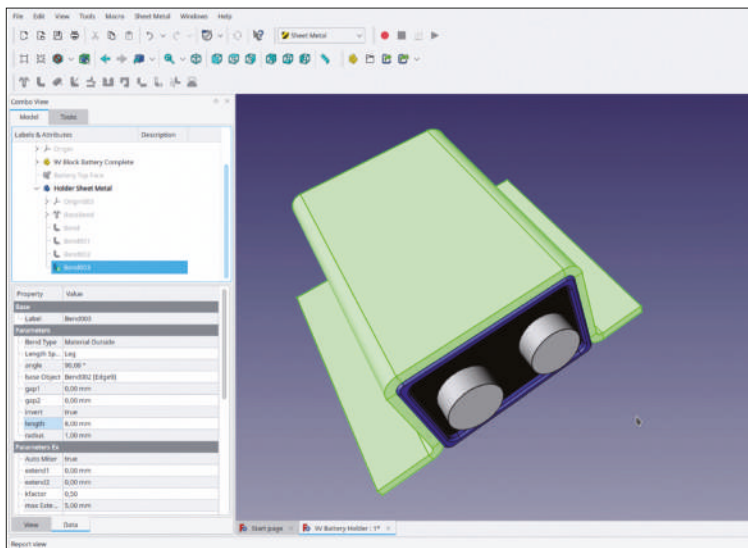 File Edit View Tools Macro Sheet Metal Windows Help
Sheet Metal
Combo View
Model Tools
Labels & Attributes Description
Origin
9V Block Battery Complete
Battery Top Face
Holder Sheet Metal
Origin003
BaseBend
Bend
Bend001
Bend002
Bend003
Property Value
Base
Label Bend003
Parameters
Bend Type Material Outside
Length Sp... Leg
angle 90,00 °
base Object Bend002 (Edge9)
gap1 0,00 mm
gap2 0,00 mm
invert true
length 8,00 mm
radius 1,00 mm
Parameters Ex
Auto Miter true
extend1 0,00 mm
extend2 0,00 mm
kfactor 0,50
max Exte... 5,00 mm
View Data
Start page 9V Battery Holder : 1*
Report view